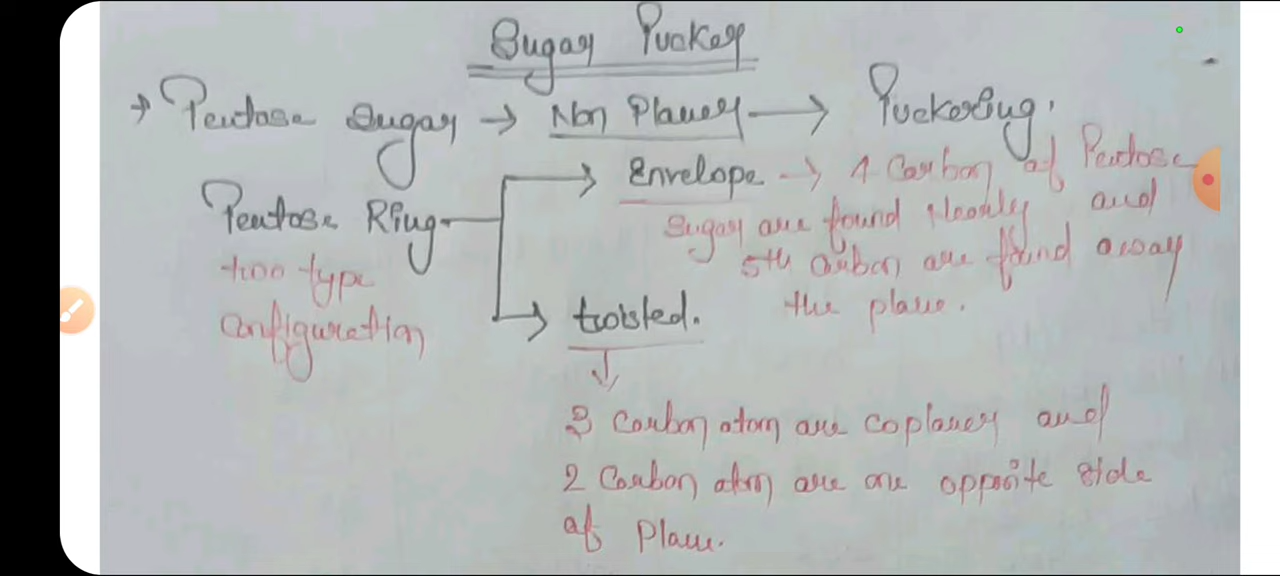 Sugar Pucker
→ Pentose Sugar → Non Planer → Puckering.
Envelope → 4 Carbon of Pentose
Pentose Ring
Sugar are found Nearly and
two type
5th Carbon are found away
Configuration
twisted.
the plane.
3 Carbon atom are coplaner and
2 Carbon atom are on opposite side
of Plane.